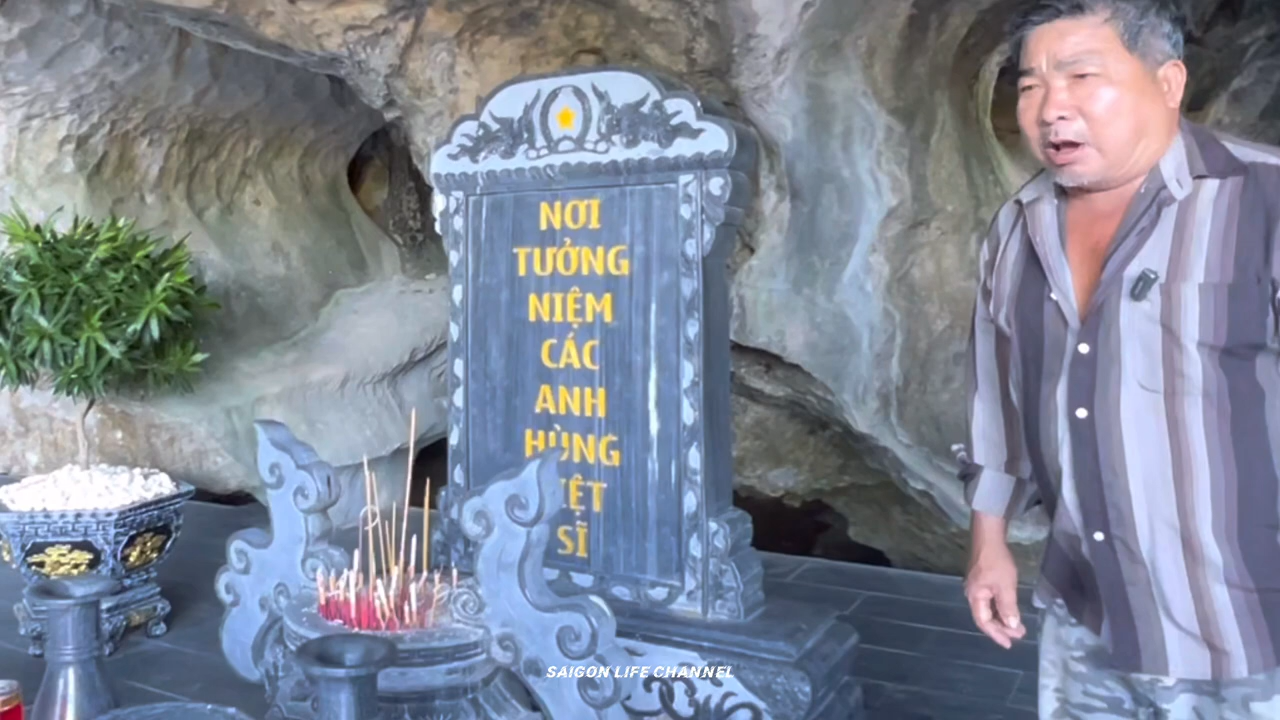 NƠI
TƯỞNG
NIỆM
CÁC
ANH
HÙNG
SĨ
SAIGON LIFE CHANNEL